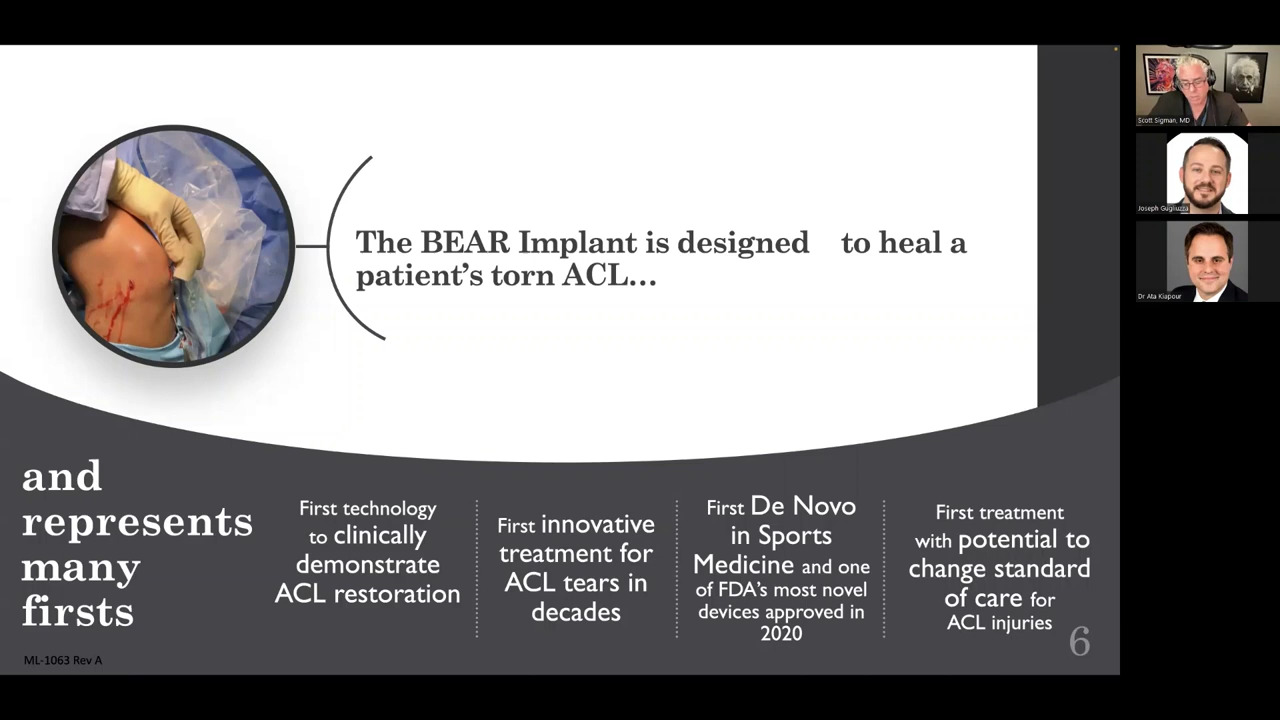 The BEAR Implant is designed to heal a
patient's torn ACL...
and
represents
many
firsts
First technology
to clinically
demonstrate
ACL restoration
First innovative
treatment for
ACL tears in
decades
First De Novo
in Sports
Medicine and one
of FDA's most novel
devices approved in
2020
First treatment
with potential to
change standard
of care for
ACL injuries
6
ML-1063 Rev A
Scott Sigman, MD
Joseph Gugliuzza
Dr Ata Kiapour